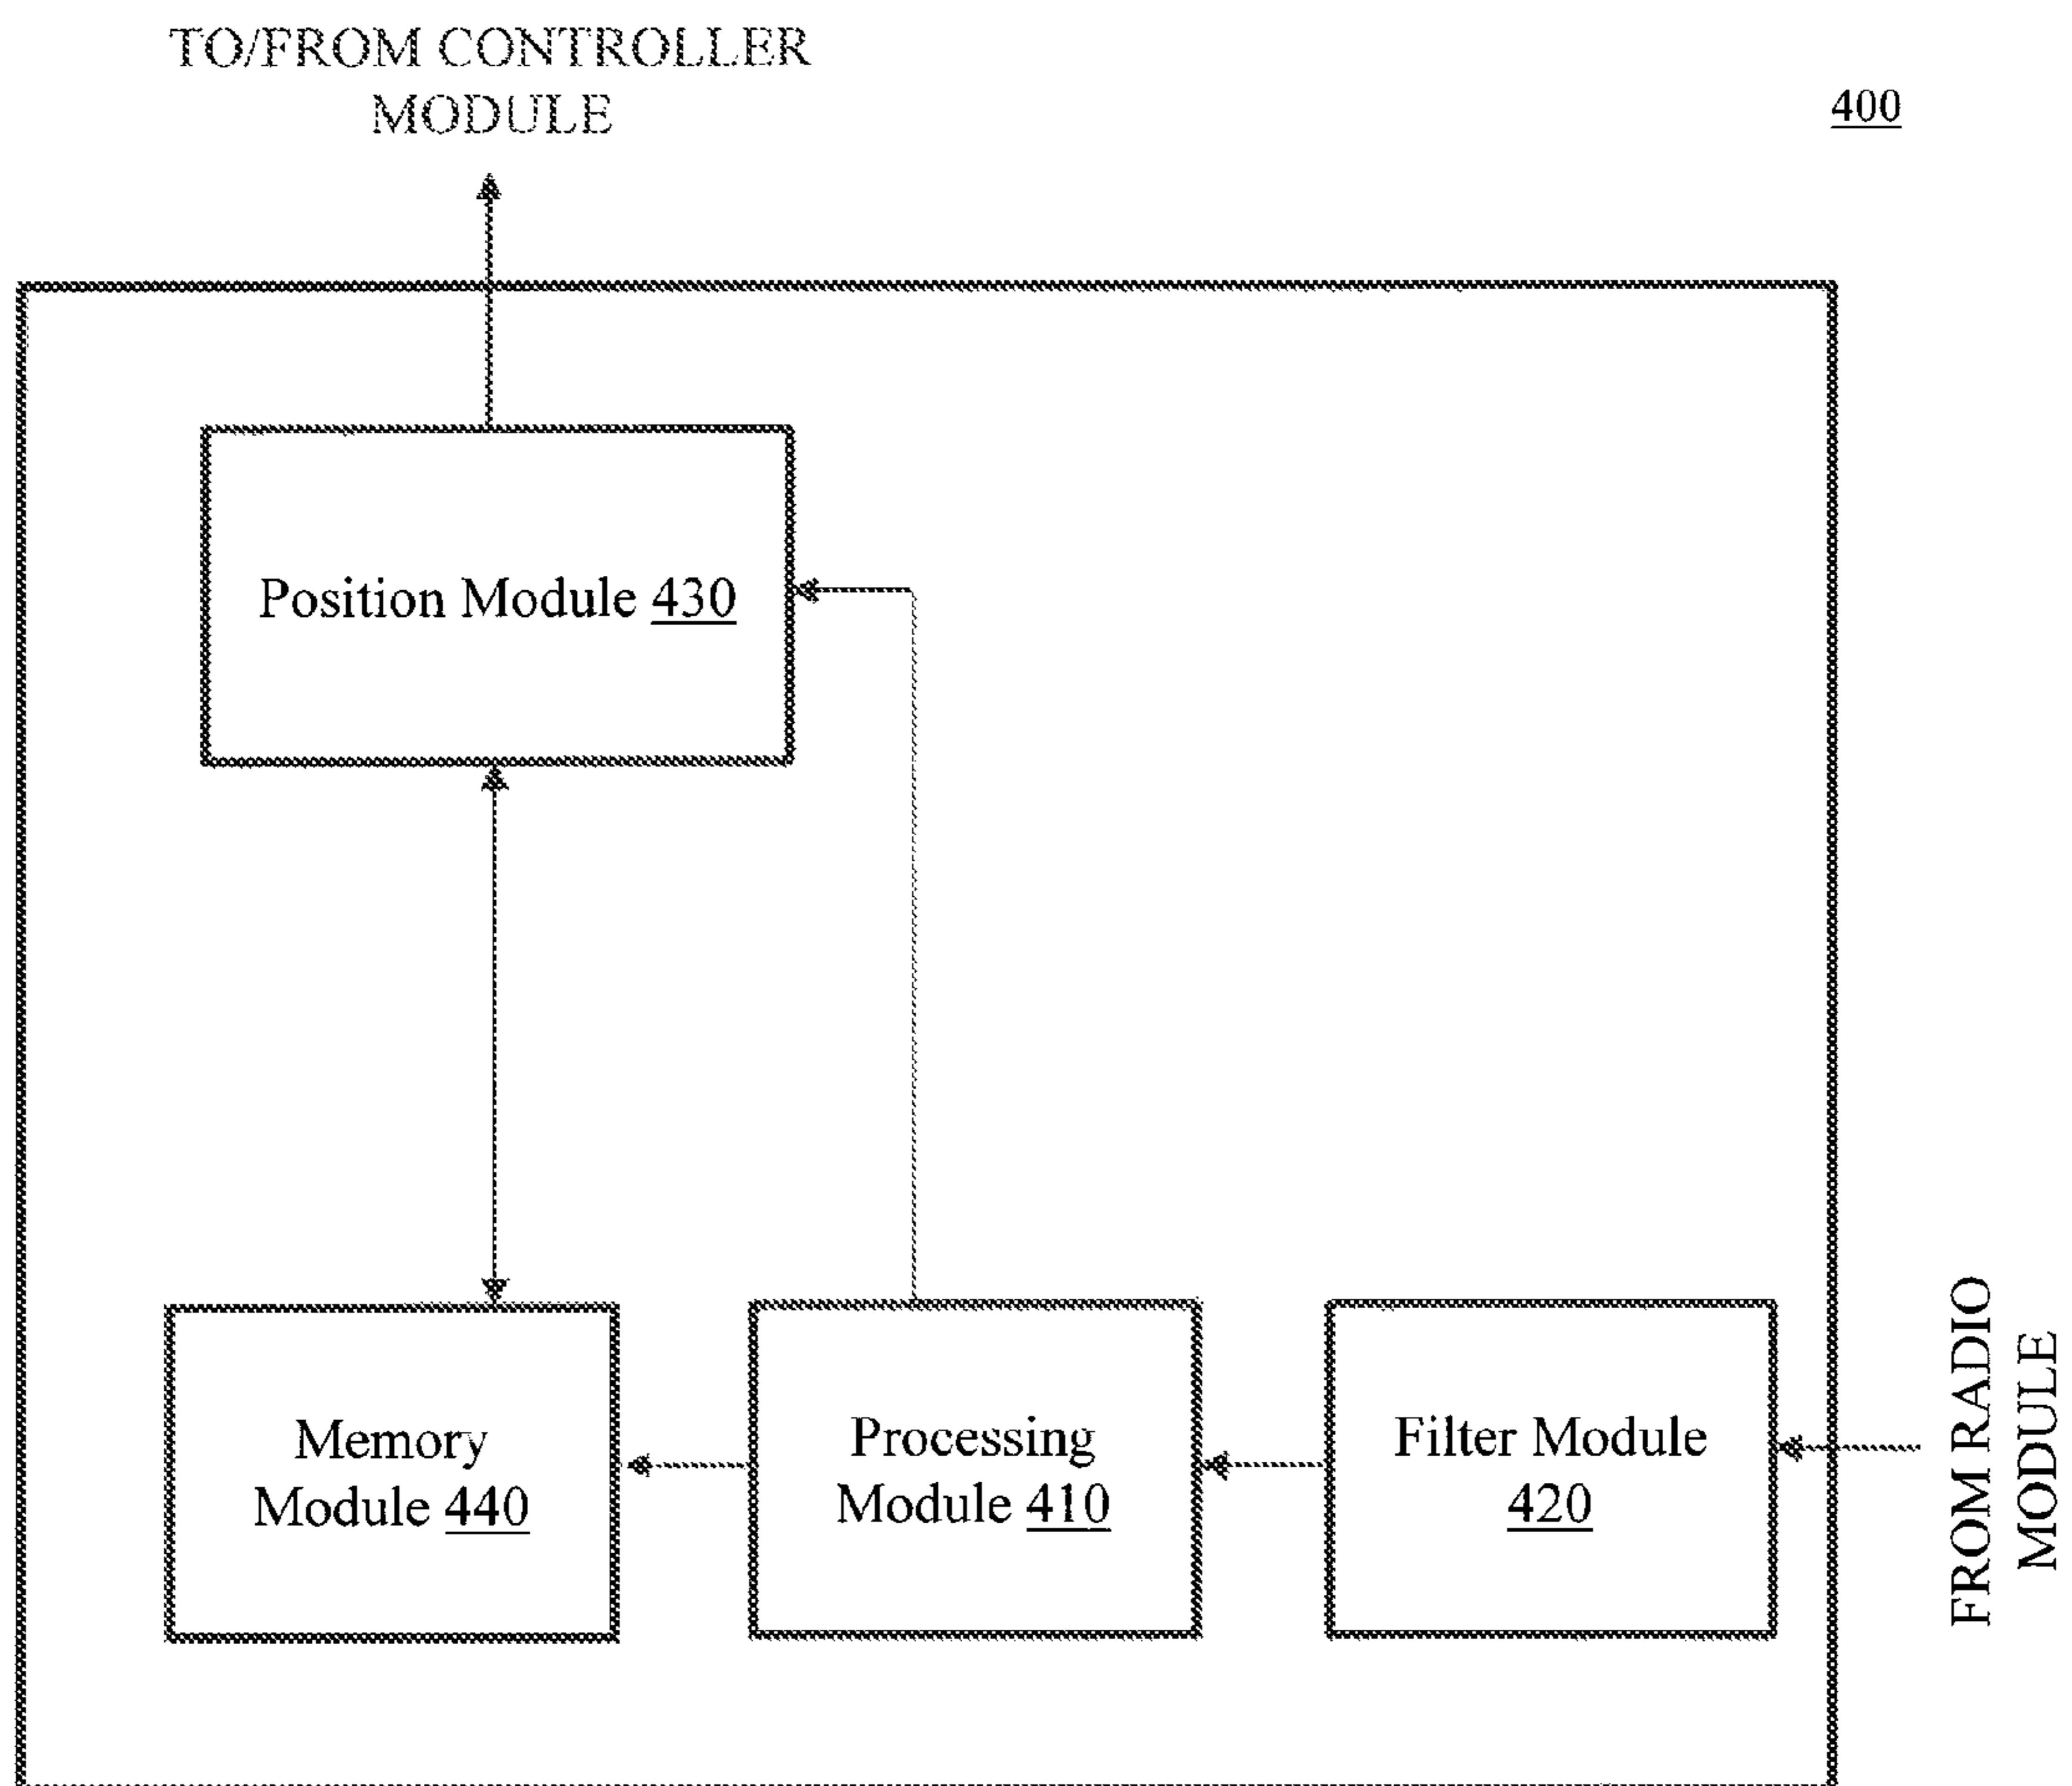 TO/FROM CONTROLLER
MODULE
400
Position Module 430
Memory
Module 440
Processing
Module 410
Filter Module
420
FROM RADIO
MODULE